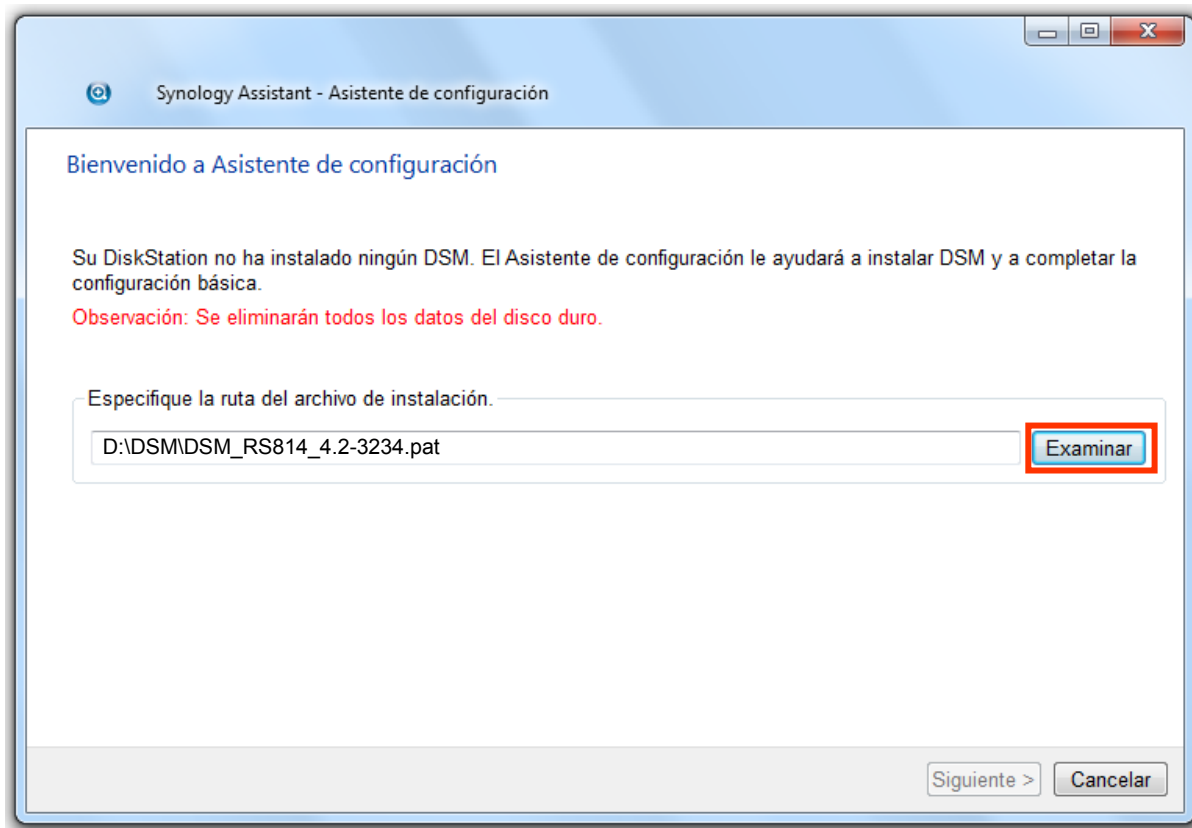 Synology Assistant - Asistente de configuración
Bienvenido a Asistente de configuración
Su DiskStation no ha instalado ningún DSM. El Asistente de configuración le ayudará a instalar DSM y a completar la
configuración básica.
Observación: Se eliminarán todos los datos del disco duro.
Especifique la ruta del archivo de instalación.
D:\DSM\DSM_RS814_4.2-3234.pat
Examinar
Siguiente >
Cancelar